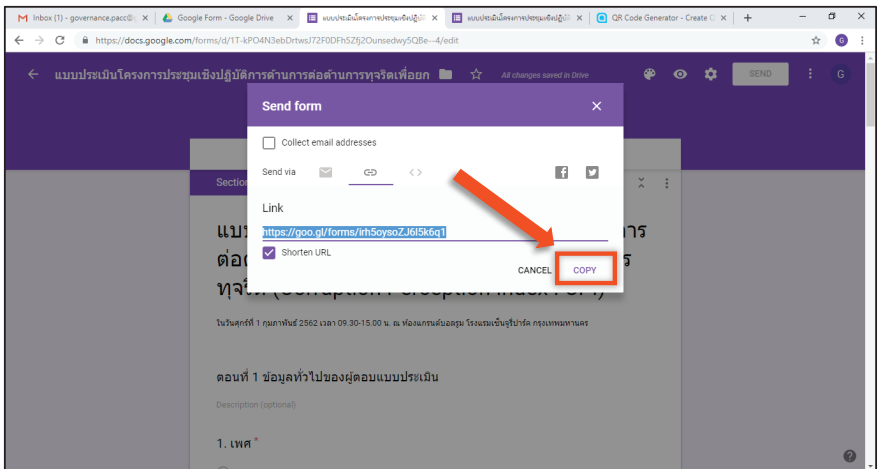 Inbox (1) - governance.pacc@
Google Form - Google Drive
แบบประเมินโครงการประชุมเชิงปฏิบั
แบบประเมินโครงการประชุมเชิงปฏิบั
QR Code Generator - Create
https://docs.google.com/forms/d/1T-kPO4N3ebDrtwsJ72F0DFh5Zfj2Ounsedwy5QBe--4/edit
G
แบบประเมินโครงการประชุมเชิงปฏิบัติการด้านการต่อต้านการทุจริตเพื่อยก
All changes saved in Drive
SEND
G
Send form
Collect email addresses
Send via
Section
Link
https://goo.gl/forms/irh5oysoZJ6I5k6q1
Shorten URL
CANCEL
COPY
ในวันศุกร์ที่ 1 กุมภาพันธ์ 2562 เวลา 09.30-15.00 น. ณ ห้องแกรนด์บอลรูม โรงแรมเซ็นจูรี่ปาร์ค กรุงเทพมหานคร
ตอนที่ 1 ข้อมูลทั่วไปของผู้ตอบแบบประเมิน
Description (optional)
1. เพศ *